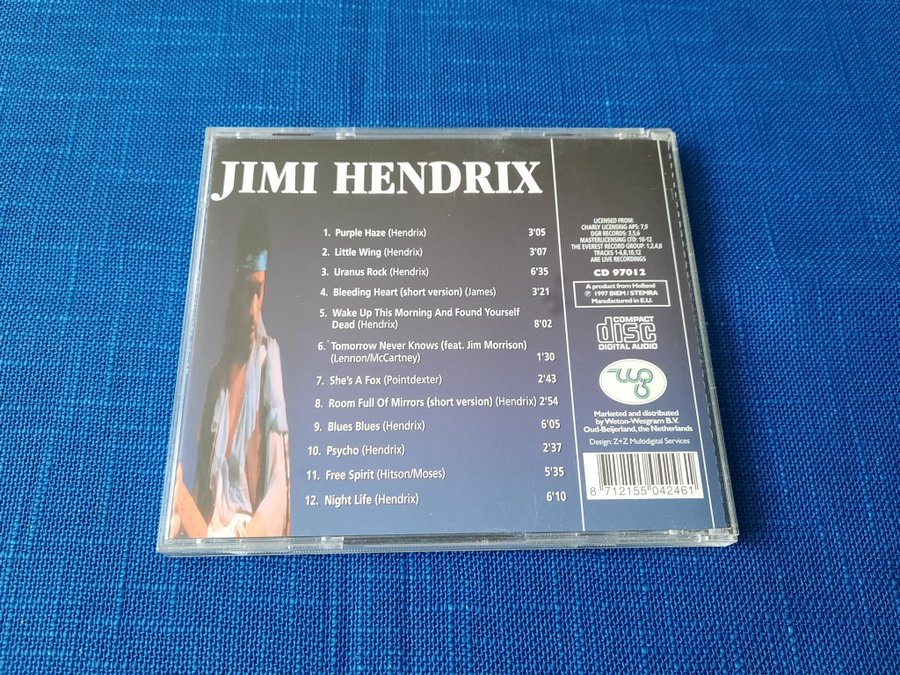 JIMI HENDRIX
1. Purple Haze (Hendrix) 3'05
2. Little Wing (Hendrix) 3'07
3. Uranus Rock (Hendrix) 6'35
4. Bleeding Heart (short version) (James) 3'21
5. Wake Up This Morning And Found Yourself
Dead (Hendrix) 8'02
6. Tomorrow Never Knows (feat. Jim Morrison)
(Lennon/McCartney) 1'30
7. She's A Fox (Pointdexter) 2'43
8. Room Full Of Mirrors (short version) (Hendrix) 2'54
9. Blues Blues (Hendrix) 6'05
10. Psycho (Hendrix) 2'37
11. Free Spirit (Hitson/Moses) 5'35
12. Night Life (Hendrix) 6'10
LICENSED FROM:
CHARLY LICENSING APS: 7,9
DGR RECORDS: 3,5,6
MASTERLICENSING LTD: 10-12
THE EVEREST RECORD GROUP: 1,2,4,8
TRACKS 1-6,8,10,12
ARE LIVE RECORDINGS
CD 97012
A product from Holland
℗ 1997 BIEM / STEMRA
Manufactured in E.U.
COMPACT
disc
DIGITAL AUDIO
wg
Marketed and distributed
by Weton-Wesgram B.V.
Oud-Beijerland, the Netherlands
Design: Z+Z Multidigital Services
8 712155 042461